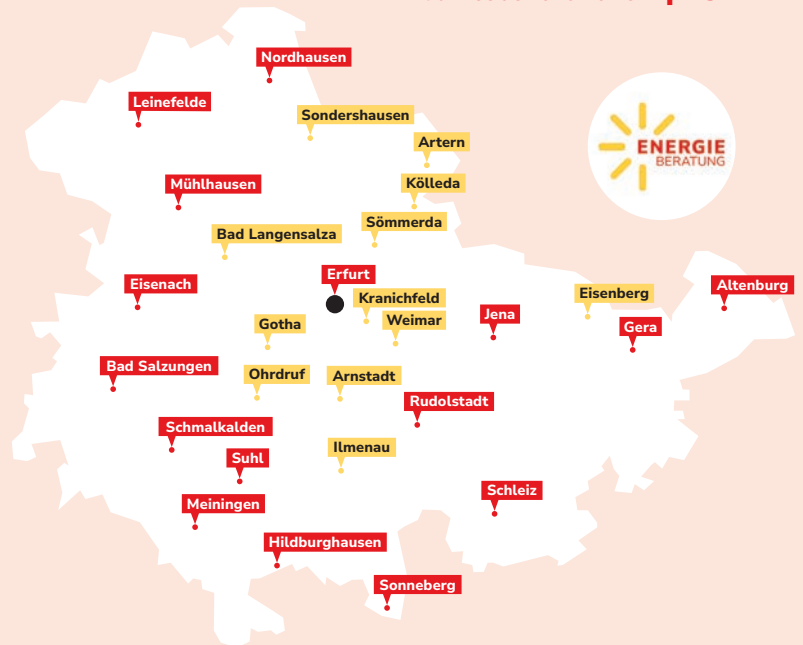 Nordhausen
Leinefelde
Sondershausen
Artern
ENERGIE
BERATUNG
Mühlhausen
Kölleda
Sömmerda
Bad Langensalza
Erfurt
Eisenach
Kranichfeld
Eisenberg
Altenburg
Gotha
Weimar
Jena
Gera
Bad Salzungen
Ohrdruf
Arnstadt
Rudolstadt
Schmalkalden
Ilmenau
Suhl
Schleiz
Meiningen
Hildburghausen
Sonneberg